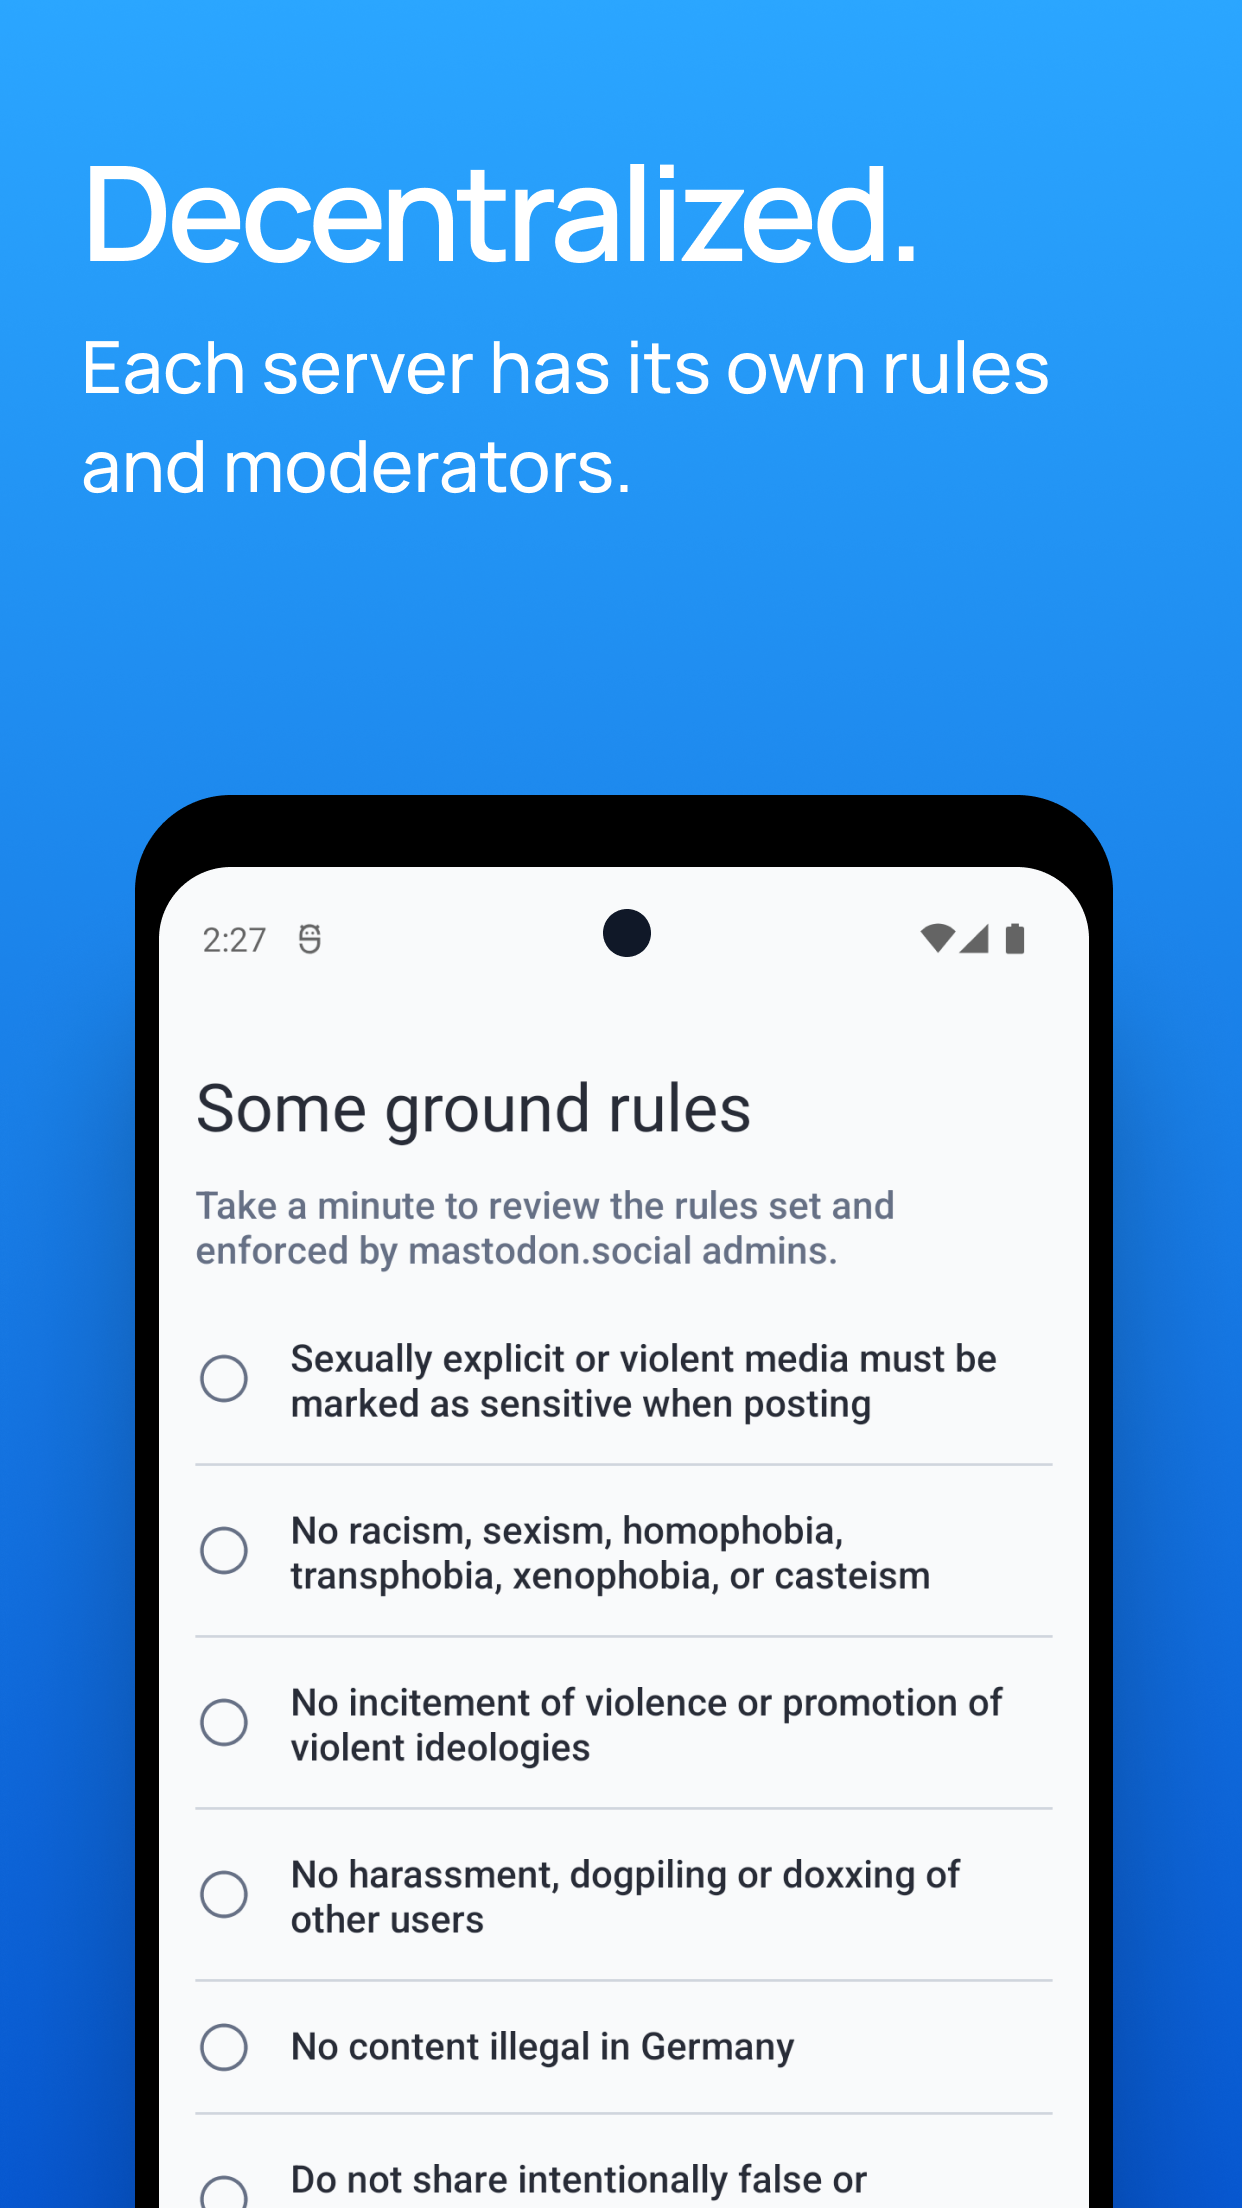 Decentralized.
Each server has its own rules
and moderators.
2:27
Some ground rules
Take a minute to review the rules set and
enforced by mastodon.social admins.
Sexually explicit or violent media must be
marked as sensitive when posting
No racism, sexism, homophobia,
transphobia, xenophobia, or casteism
No incitement of violence or promotion of
violent ideologies
No harassment, dogpiling or doxxing of
other users
No content illegal in Germany
Do not share intentionally false or